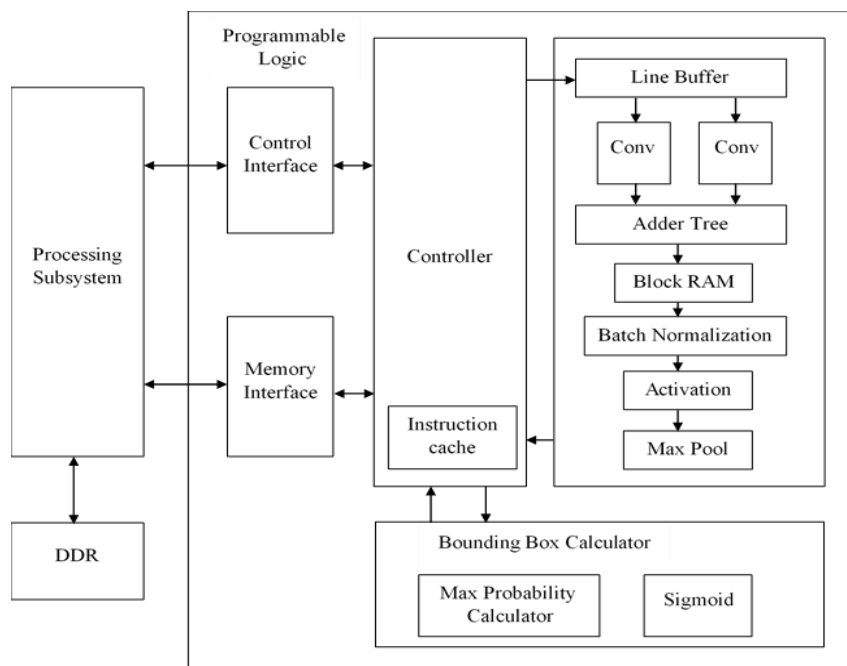 Programmable
Logic
Processing
Subsystem
DDR
Control
Interface
Memory
Interface
Controller
Instruction
cache
Line Buffer
Conv
Conv
Adder Tree
Block RAM
Batch Normalization
Activation
Max Pool
Bounding Box Calculator
Max Probability
Calculator
Sigmoid